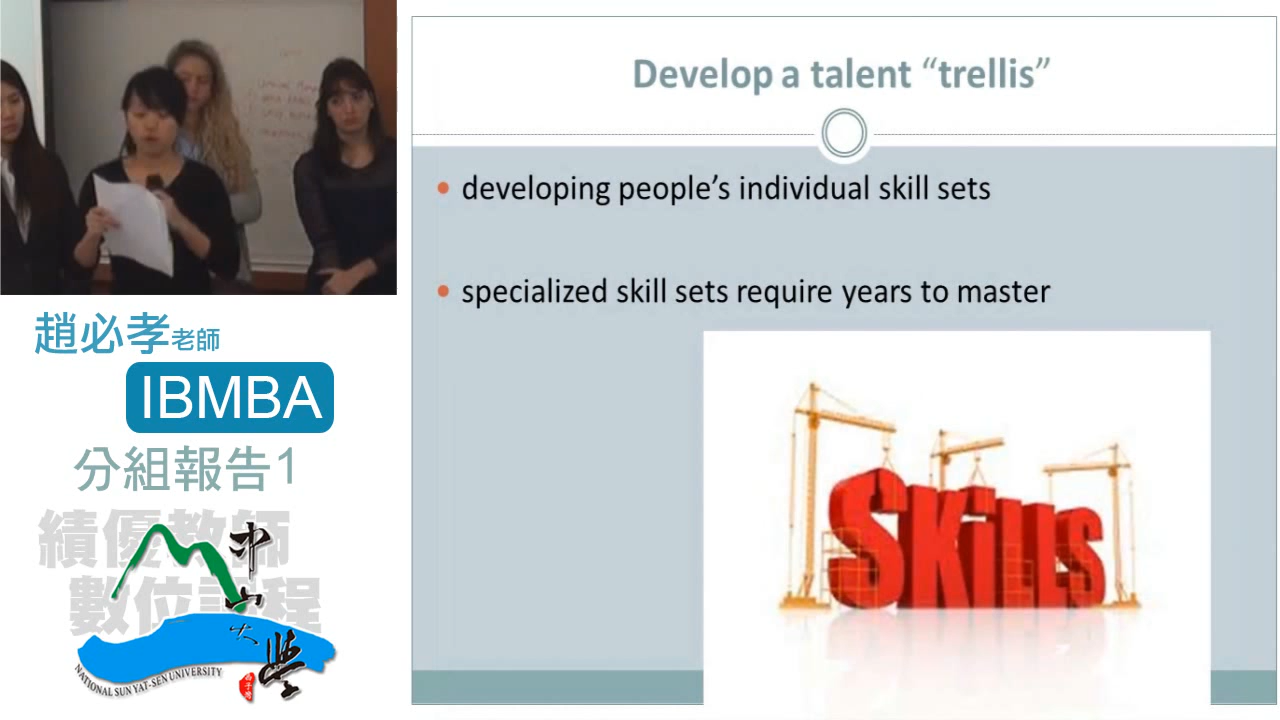 Develop a talent “trellis”
• developing people’s individual skill sets
• specialized skill sets require years to master
SKiLLS
趙必孝老師
IBMBA
分組報告1
績優教師
數位課程
中山大學
NATIONAL SUN YAT-SEN UNIVERSITY